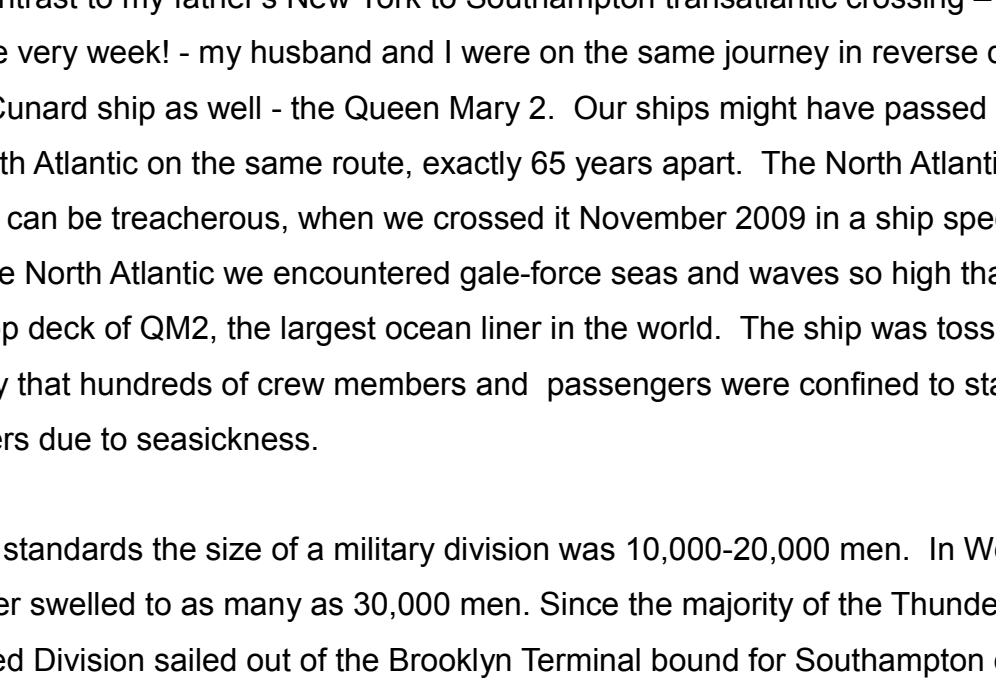 ntrast to my father's New York to Southampton transatlantic crossing –
e very week! - my husband and I were on the same journey in reverse
Cunard ship as well - the Queen Mary 2.  Our ships might have passed
th Atlantic on the same route, exactly 65 years apart.  The North Atlanti
can be treacherous, when we crossed it November 2009 in a ship spe
e North Atlantic we encountered gale-force seas and waves so high tha
op deck of QM2, the largest ocean liner in the world.  The ship was toss
y that hundreds of crew members and  passengers were confined to sta
ers due to seasickness.
standards the size of a military division was 10,000-20,000 men.  In Wo
er swelled to as many as 30,000 men. Since the majority of the Thunde
ed Division sailed out of the Brooklyn Terminal bound for Southampton